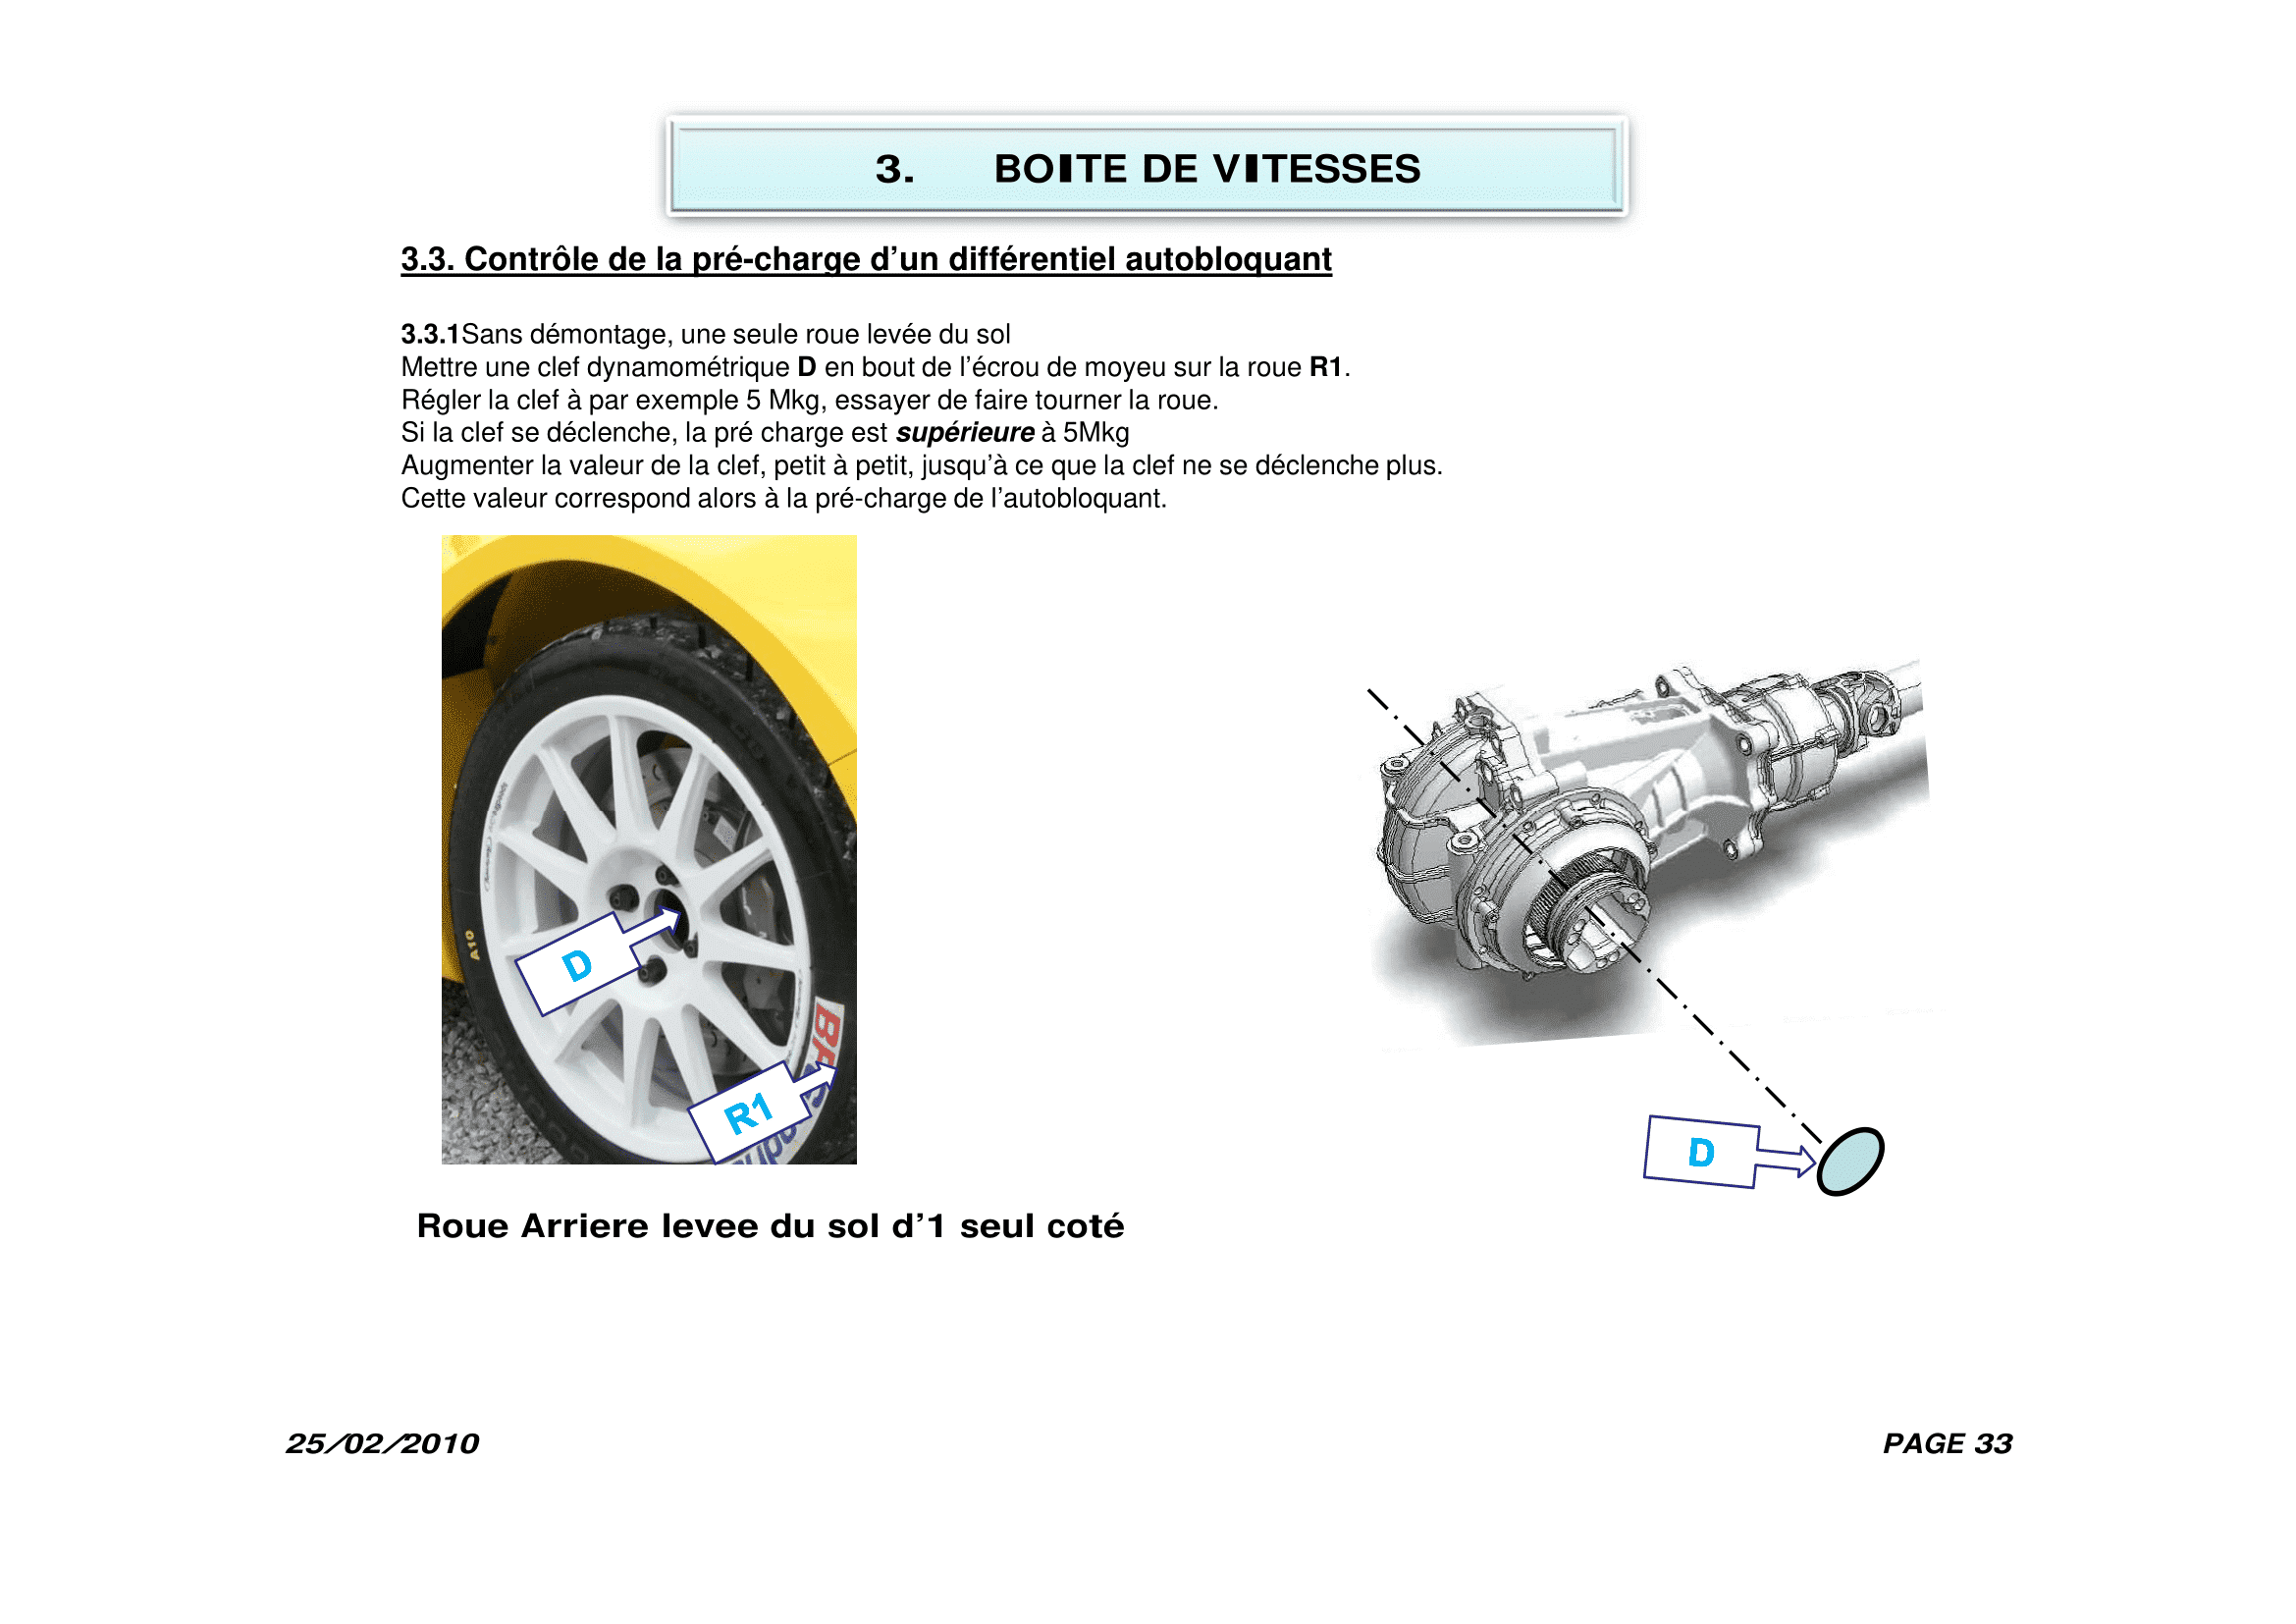 3. BOITE DE VITESSES
3.3. Contrôle de la pré-charge d’un différentiel autobloquant
3.3.1Sans démontage, une seule roue levée du sol
Mettre une clef dynamométrique D en bout de l’écrou de moyeu sur la roue R1.
Régler la clef à par exemple 5 Mkg, essayer de faire tourner la roue.
Si la clef se déclenche, la pré charge est supérieure à 5Mkg
Augmenter la valeur de la clef, petit à petit, jusqu’à ce que la clef ne se déclenche plus.
Cette valeur correspond alors à la pré-charge de l’autobloquant.
A10
D
R1
D
Roue Arriere levee du sol d’1 seul coté
25/02/2010
PAGE 33